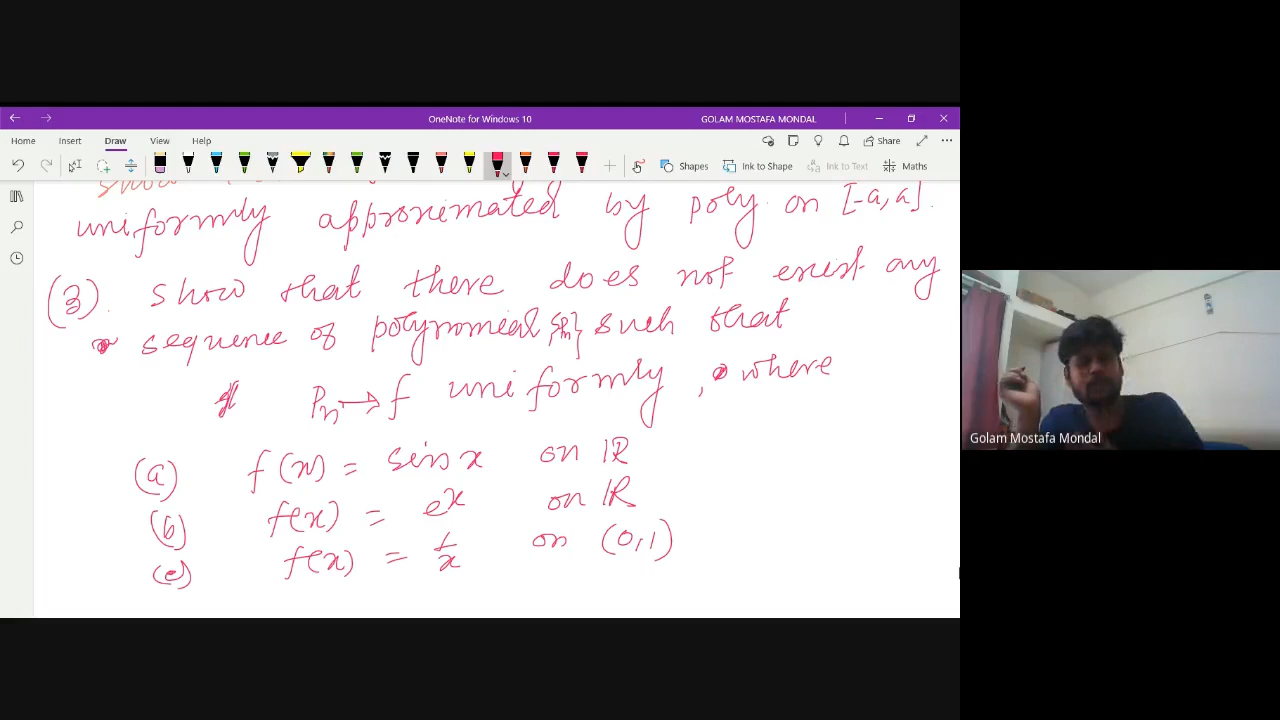 OneNote for Windows 10
GOLAM MOSTAFA MONDAL
Home Insert Draw View Help
Share
Shapes Ink to Shape Ink to Text Maths
show
uniformly approximated by poly. on [-a, a].
(3). Show that there does not exist any
sequence of polynomial {Pn} such that
Pn → f uniformly, where
(a) f(x) = sin x on ℝ
(b) f(x) = e^x on ℝ
(c) f(x) = 1/x on (0,1)
Golam Mostafa Mondal